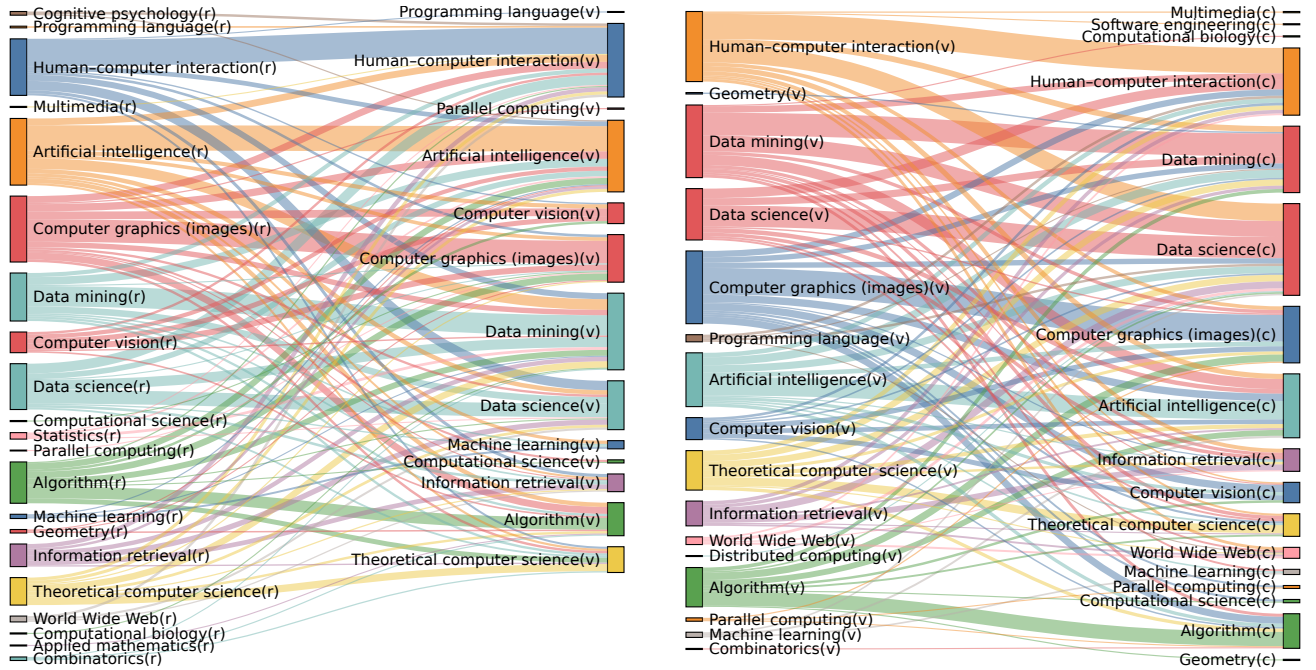 Cognitive psychology(r)
Programming language(r)
Human–computer interaction(r)
Multimedia(r)
Artificial intelligence(r)
Computer graphics (images)(r)
Data mining(r)
Computer vision(r)
Data science(r)
Computational science(r)
Statistics(r)
Parallel computing(r)
Algorithm(r)
Machine learning(r)
Geometry(r)
Information retrieval(r)
Theoretical computer science(r)
World Wide Web(r)
Computational biology(r)
Applied mathematics(r)
Combinatorics(r)
Programming language(v)
Human–computer interaction(v)
Parallel computing(v)
Artificial intelligence(v)
Computer vision(v)
Computer graphics (images)(v)
Data mining(v)
Data science(v)
Machine learning(v)
Computational science(v)
Information retrieval(v)
Algorithm(v)
Theoretical computer science(v)
Human–computer interaction(v)
Geometry(v)
Data mining(v)
Data science(v)
Computer graphics (images)(v)
Programming language(v)
Artificial intelligence(v)
Computer vision(v)
Theoretical computer science(v)
Information retrieval(v)
World Wide Web(v)
Distributed computing(v)
Algorithm(v)
Parallel computing(v)
Machine learning(v)
Combinatorics(v)
Multimedia(c)
Software engineering(c)
Computational biology(c)
Human–computer interaction(c)
Data mining(c)
Data science(c)
Computer graphics (images)(c)
Artificial intelligence(c)
Information retrieval(c)
Computer vision(c)
Theoretical computer science(c)
World Wide Web(c)
Machine learning(c)
Parallel computing(c)
Computational science(c)
Algorithm(c)
Geometry(c)